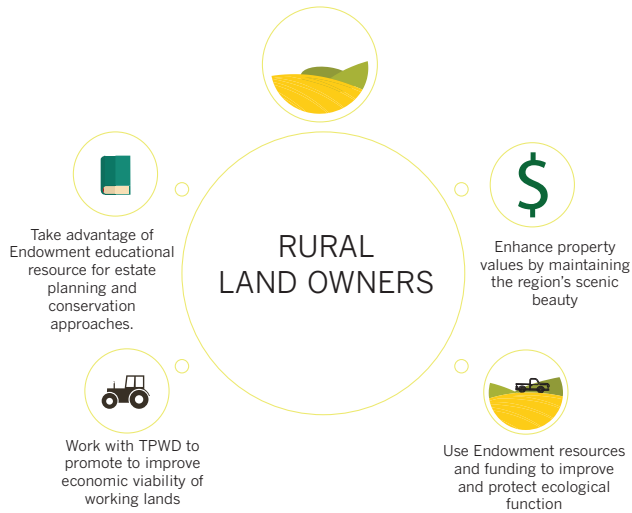 RURAL
LAND OWNERS
Take advantage of
Endowment educational
resource for estate
planning and
conservation
approaches.
Enhance property
values by maintaining
the region's scenic
beauty
Work with TPWD to
promote to improve
economic viability of
working lands
Use Endowment resources
and funding to improve
and protect ecological
function